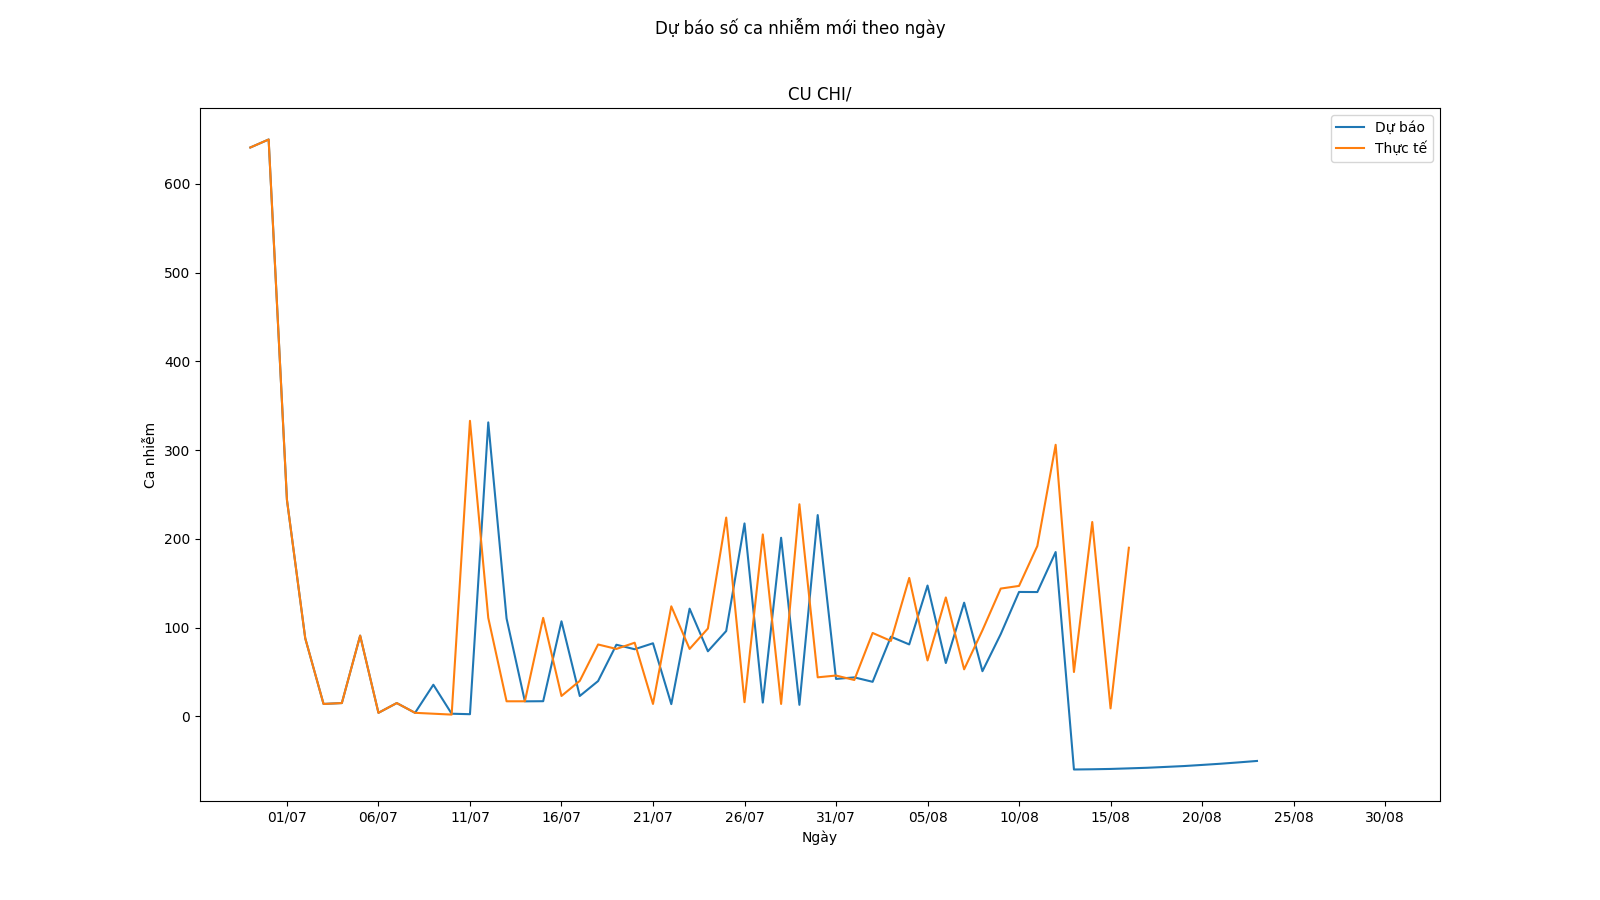 Dự báo số ca nhiễm mới theo ngày
CU CHI/
Dự báo
Thực tế
Ca nhiễm
600
500
400
300
200
100
0
01/07 06/07 11/07 16/07 21/07 26/07 31/07 05/08 10/08 15/08 20/08 25/08 30/08
Ngày